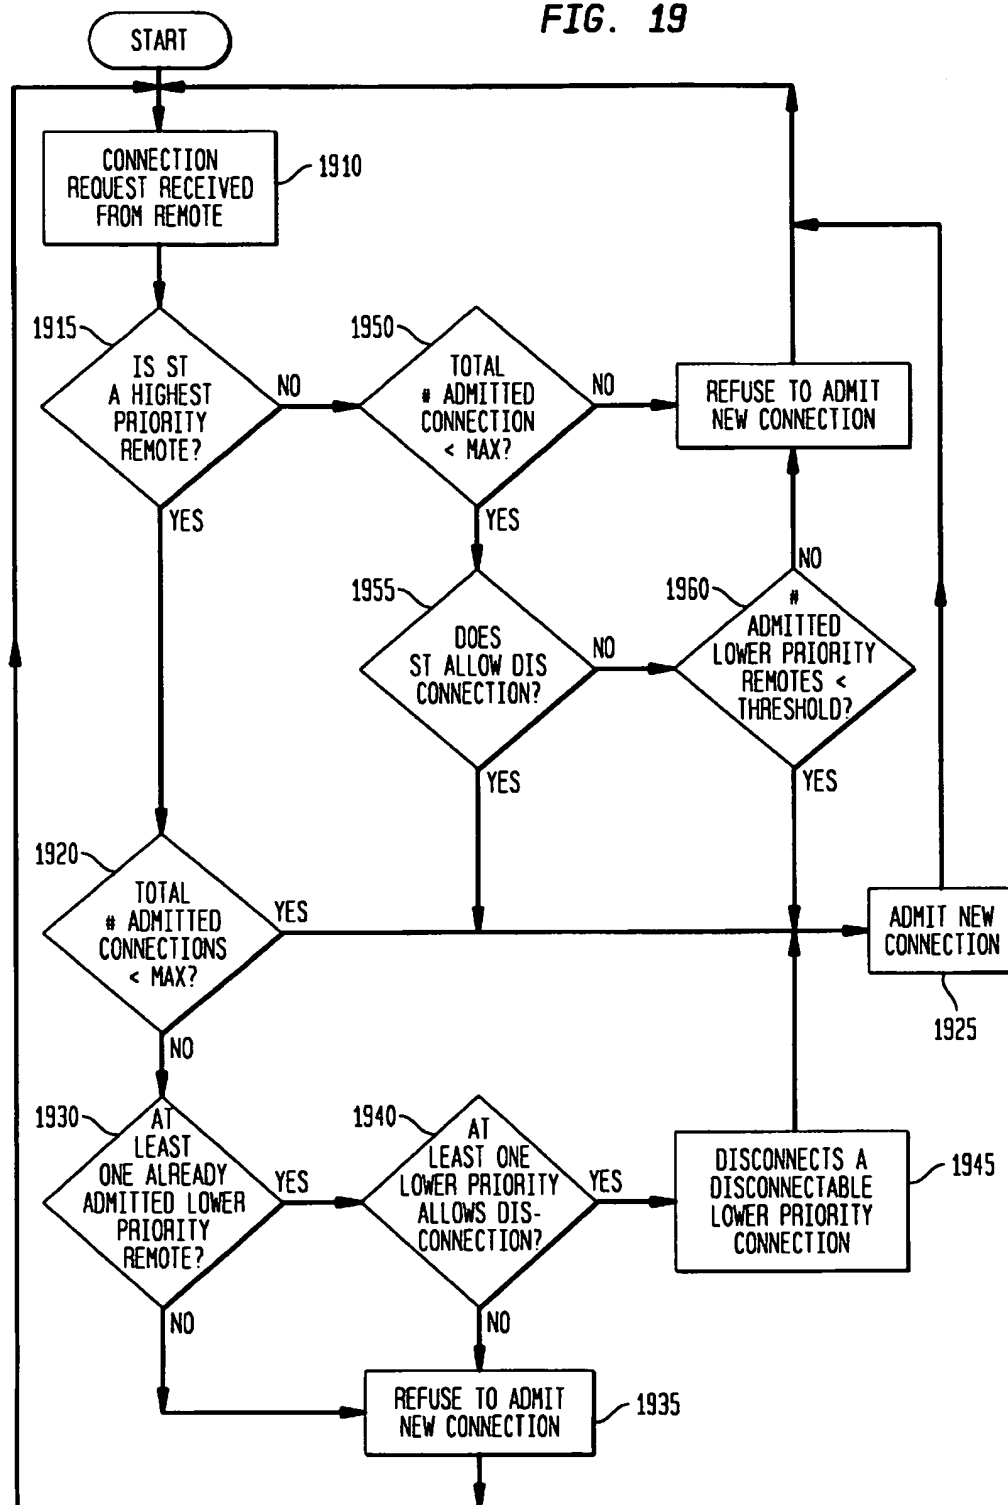 FIG. 19
START
CONNECTION
REQUEST RECEIVED
FROM REMOTE
1910
1915
IS ST
A HIGHEST
PRIORITY
REMOTE?
NO
YES
1950
TOTAL
# ADMITTED
CONNECTION
< MAX?
NO
YES
REFUSE TO ADMIT
NEW CONNECTION
1955
DOES
ST ALLOW DIS
CONNECTION?
NO
YES
1960
NO
#
ADMITTED
LOWER PRIORITY
REMOTES <
THRESHOLD?
YES
1920
TOTAL
# ADMITTED
CONNECTIONS
< MAX?
YES
NO
ADMIT NEW
CONNECTION
1925
1930
AT
LEAST
ONE ALREADY
ADMITTED LOWER
PRIORITY
REMOTE?
YES
NO
1940
AT
LEAST ONE
LOWER PRIORITY
ALLOWS DIS-
CONNECTION?
YES
NO
DISCONNECTS A
DISCONNECTABLE
LOWER PRIORITY
CONNECTION
1945
REFUSE TO ADMIT
NEW CONNECTION
1935